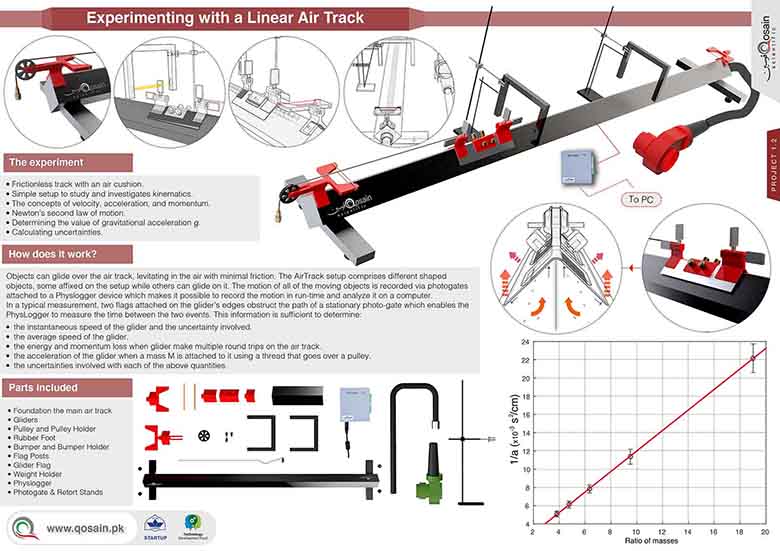 Experimenting with a Linear Air Track
Qosain
scientific
PROJECT 1.2
Qosain
scientific
To PC
The experiment
• Frictionless track with an air cushion.
• Simple setup to study and investigates kinematics.
• The concepts of velocity, acceleration, and momentum.
• Newton's second law of motion.
• Determining the value of gravitational acceleration g.
• Calculating uncertainties.
How does it work?
Objects can glide over the air track, levitating in the air with minimal friction. The AirTrack setup comprises different shaped
objects, some affixed on the setup while others can glide on it. The motion of all of the moving objects is recorded via photogates
attached to a Physlogger device which makes it possible to record the motion in run-time and analyze it on a computer.
In a typical measurement, two flags attached on the glider's edges obstruct the path of a stationary photo-gate which enables the
PhysLogger to measure the time between the two events. This information is sufficient to determine:
• the instantaneous speed of the glider and the uncertainty involved.
• the average speed of the glider.
• the energy and momentum loss when glider make multiple round trips on the air track.
• the acceleration of the glider when a mass M is attached to it using a thread that goes over a pulley.
• the uncertainties involved with each of the above quantities.
Parts included
• Foundation the main air track
• Gliders
• Pulley and Pulley Holder
• Rubber Foot
• Bumper and Bumper Holder
• Flag Posts
• Glider Flag
• Weight Holder
• Physlogger
• Photogate & Retort Stands
24
22
20
18
16
14
12
10
8
6
4
1/a (x10⁻³ s²/cm)
2 4 6 8 10 12 14 16 18 20
Ratio of masses
www.qosain.pk
STARTUP
Technology
Development Fund